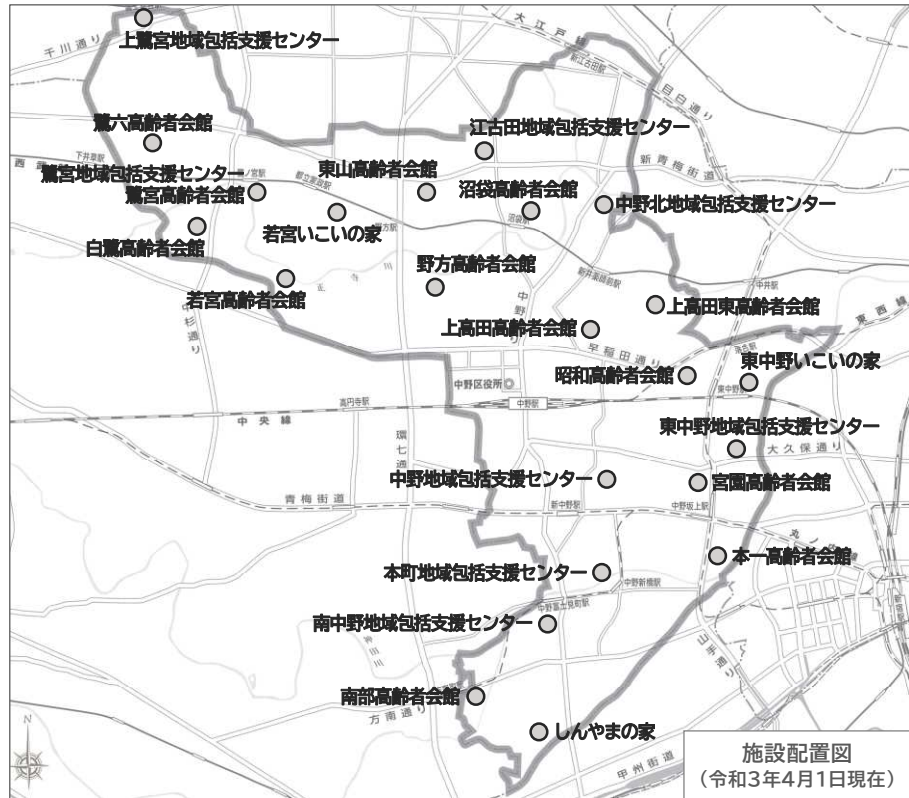 上鷺宮地域包括支援センター
千川通り
大江戸線
新江古田駅
目白通り
鷺六高齢者会館
江古田地域包括支援センター
下井草駅
西武
鷺宮地域包括支援センター
鷺宮高齢者会館
都立家政駅
東山高齢者会館
沼袋高齢者会館
新青梅街道
中野北地域包括支援センター
沼袋駅
白鷺高齢者会館
若宮いこいの家
野方高齢者会館
新井薬師前駅
中井駅
若宮高齢者会館
中杉通り
上高田東高齢者会館
上高田高齢者会館
早稲田通り
東西線
落合駅
昭和高齢者会館
東中野いこいの家
中野区役所
高円寺駅
中野駅
中央線
環七通
東中野地域包括支援センター
大久保通り
中野地域包括支援センター
宮園高齢者会館
青梅街道
新中野駅
中野坂上駅
本一高齢者会館
本町地域包括支援センター
中野新橋駅
中野富士見町駅
南中野地域包括支援センター
山手通り
南部高齢者会館
方南通り
しんやまの家
甲州街道
N
施設配置図
(令和3年4月1日現在)